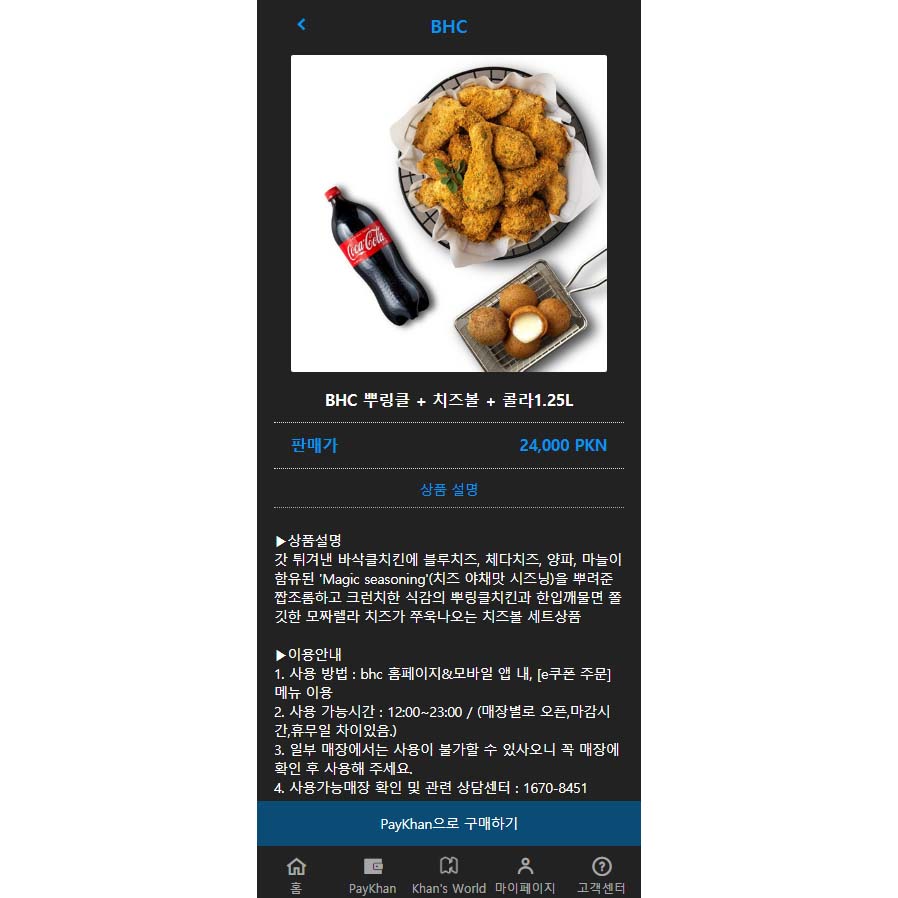 BHC
Coca-Cola
BHC 뿌링클 + 치즈볼 + 콜라1.25L
판매가 24,000 PKN
상품 설명
▶상품설명
갓 튀겨낸 바삭클치킨에 블루치즈, 체다치즈, 양파, 마늘이
함유된 'Magic seasoning'(치즈 야채맛 시즈닝)을 뿌려준
짭조롬하고 크런치한 식감의 뿌링클치킨과 한입깨물면 쫄
깃한 모짜렐라 치즈가 쭈욱나오는 치즈볼 세트상품
▶이용안내
1. 사용 방법 : bhc 홈페이지&모바일 앱 내, [e쿠폰 주문]
메뉴 이용
2. 사용 가능시간 : 12:00~23:00 / (매장별로 오픈,마감시
간,휴무일 차이있음.)
3. 일부 매장에서는 사용이 불가할 수 있사오니 꼭 매장에
확인 후 사용해 주세요.
4. 사용가능매장 확인 및 관련 상담센터 : 1670-8451
PayKhan으로 구매하기
홈 PayKhan Khan's World 마이페이지 고객센터